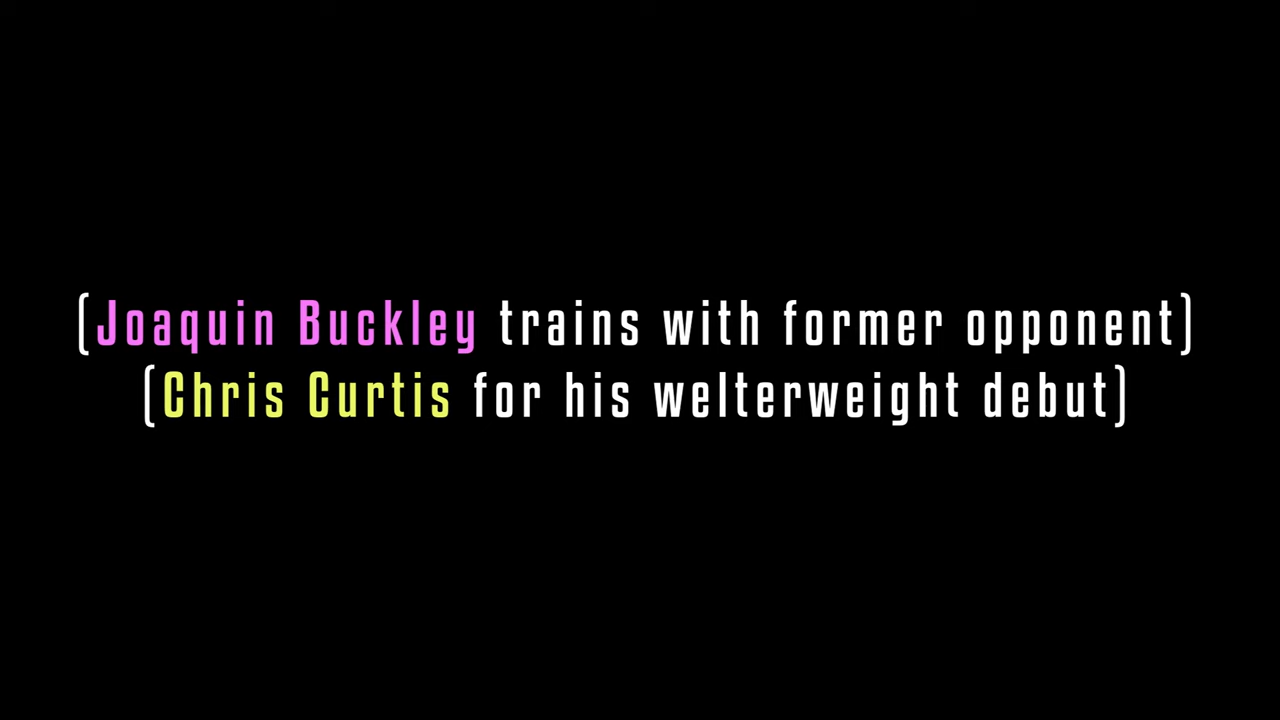 (Joaquin Buckley trains with former opponent)
(Chris Curtis for his welterweight debut)